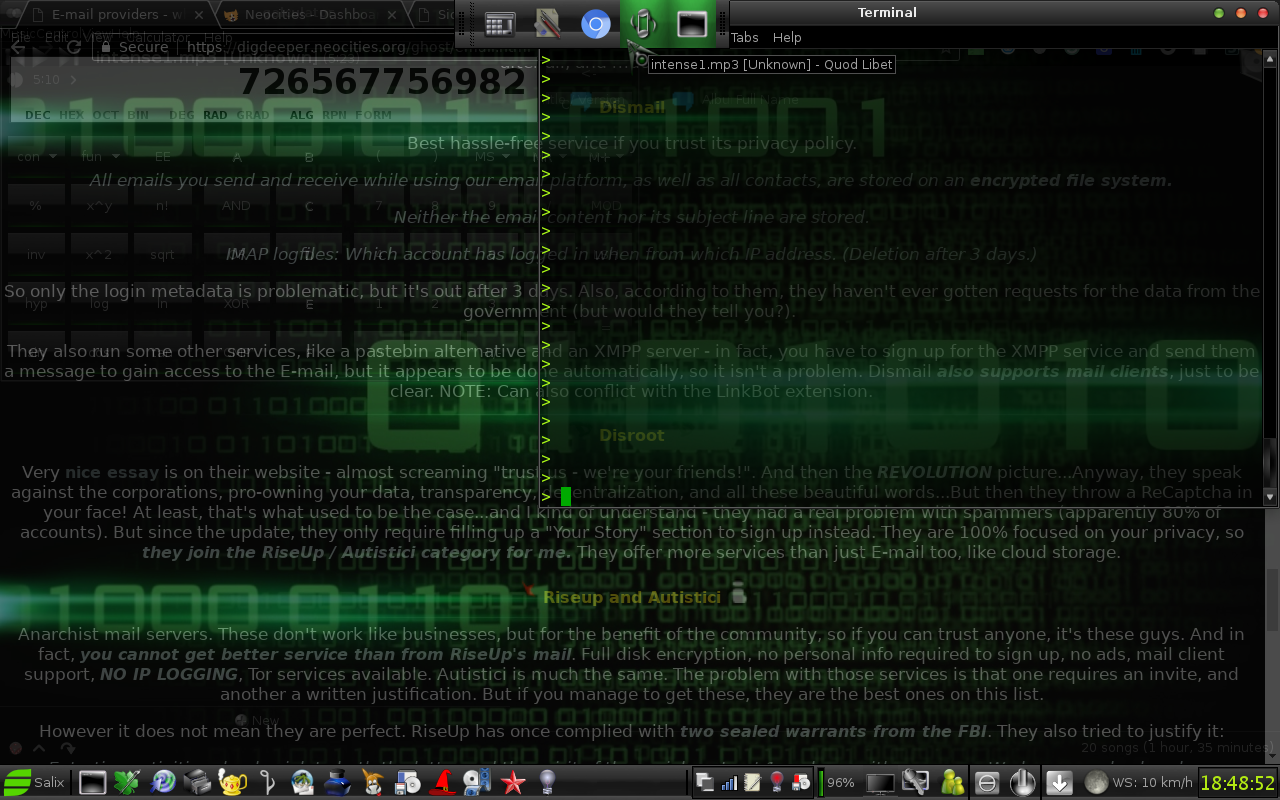 E-mail providers - w
Neocities - Dashboa
Terminal
Tabs Help
Secure https://digdeeper.neocities.org/ghost
intense1.mp3 [Unknown] - Quod Libet
intense1.mp3 [Unknown] (5:23)
5:10
726567756982
DEC HEX OCT BIN DEG RAD GRAD ALG RPN FORM
Dismail
Best hassle-free service if you trust its privacy policy.
con fun EE A B ( ) MS M+
All emails you send and receive while using our email platform, as well as all contacts, are stored on an encrypted file system.
% x^y n! AND C 7 8 9 MOD
Neither the email content nor its subject line are stored.
inv x^2 sqrt
IMAP logfiles: Which account has logged in when from which IP address. (Deletion after 3 days.)
So only the login metadata is problematic, but it's out after 3 days. Also, according to them, they haven't ever gotten requests for the data from the
hyp log ln XOR E 1
government (but would they tell you?).
They also run some other services, like a pastebin alternative and an XMPP server - in fact, you have to sign up for the XMPP service and send them
a message to gain access to the E-mail, but it appears to be done automatically, so it isn't a problem. Dismail also supports mail clients, just to be
clear. NOTE: Can also conflict with the LinkBot extension.
Disroot
Very nice essay is on their website - almost screaming "trust us - we're your friends!". And then the REVOLUTION picture...Anyway, they speak
against the corporations, pro-owning your data, transparency, decentralization, and all these beautiful words...But then they throw a ReCaptcha in
your face! At least, that's what used to be the case...and I kind of understand - they had a real problem with spammers (apparently 80% of
accounts). But since the update, they only require filling up a "Your Story" section to sign up instead. They are 100% focused on your privacy, so
they join the RiseUp / Autistici category for me. They offer more services than just E-mail too, like cloud storage.
Riseup and Autistici
Anarchist mail servers. These don't work like businesses, but for the benefit of the community, so if you can trust anyone, it's these guys. And in
fact, you cannot get better service than from RiseUp's mail. Full disk encryption, no personal info required to sign up, no ads, mail client
support, NO IP LOGGING, Tor services available. Autistici is much the same. The problem with those services is that one requires an invite, and
another a written justification. But if you manage to get these, they are the best ones on this list.
New
However it does not mean they are perfect. RiseUp has once complied with two sealed warrants from the FBI. They also tried to justify it:
20 songs (1 hour, 35 minutes)
Salix 96% WS: 10 km/h 18:48:52